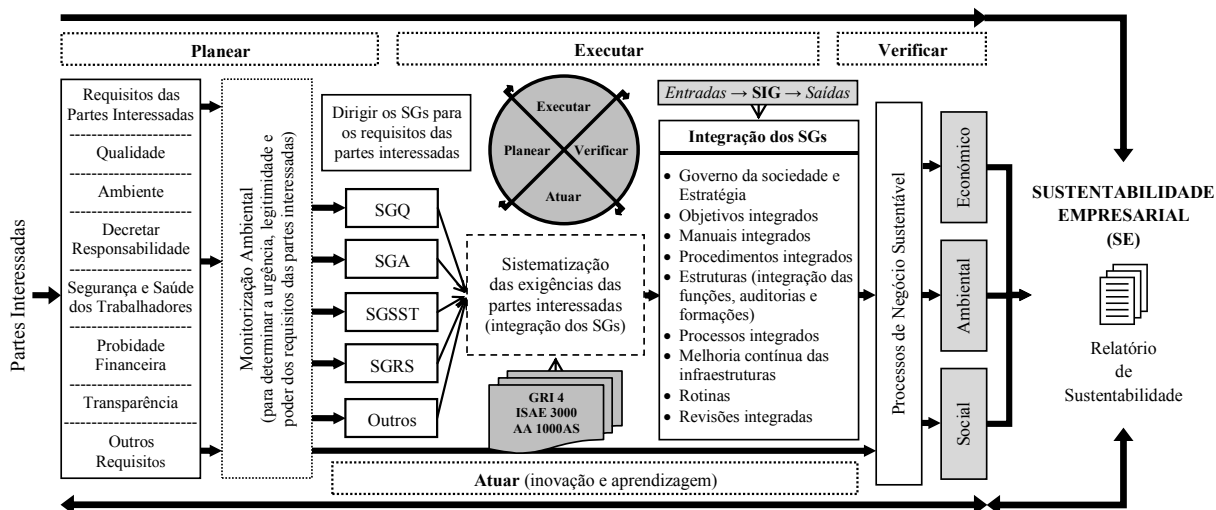 Planear
Executar
Verificar
Partes Interessadas
Requisitos das
Partes Interessadas
Qualidade
Ambiente
Decretar
Responsabilidade
Segurança e Saúde
dos Trabalhadores
Probidade
Financeira
Transparência
Outros
Requisitos
Monitorização Ambiental
(para determinar a urgência, legitimidade e
poder dos requisitos das partes interessadas)
Dirigir os SGs para
os requisitos das
partes interessadas
SGQ
SGA
SGSST
SGRS
Outros
Executar
Planear
Verificar
Atuar
Sistematização
das exigências das
partes interessadas
(integração dos SGs)
GRI 4
ISAE 3000
AA 1000AS
Entradas → SIG → Saídas
Integração dos SGs
• Governo da sociedade e
Estratégia
• Objetivos integrados
• Manuais integrados
• Procedimentos integrados
• Estruturas (integração das
funções, auditorias e
formações)
• Processos integrados
• Melhoria contínua das
infraestruturas
• Rotinas
• Revisões integradas
Processos de Negócio Sustentável
Económico
Ambiental
Social
SUSTENTABILIDADE
EMPRESARIAL
(SE)
Relatório
de
Sustentabilidade
Atuar (inovação e aprendizagem)